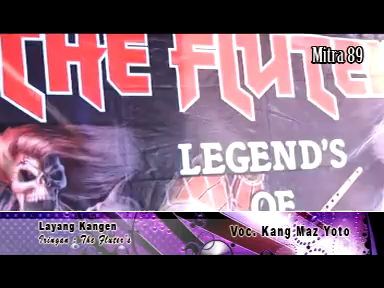 Mitra 89
THE FLUTE
LEGEND'S
OF
Layang Kangen
Iringan : The Fluter's
Voc. Kang Maz Yoto